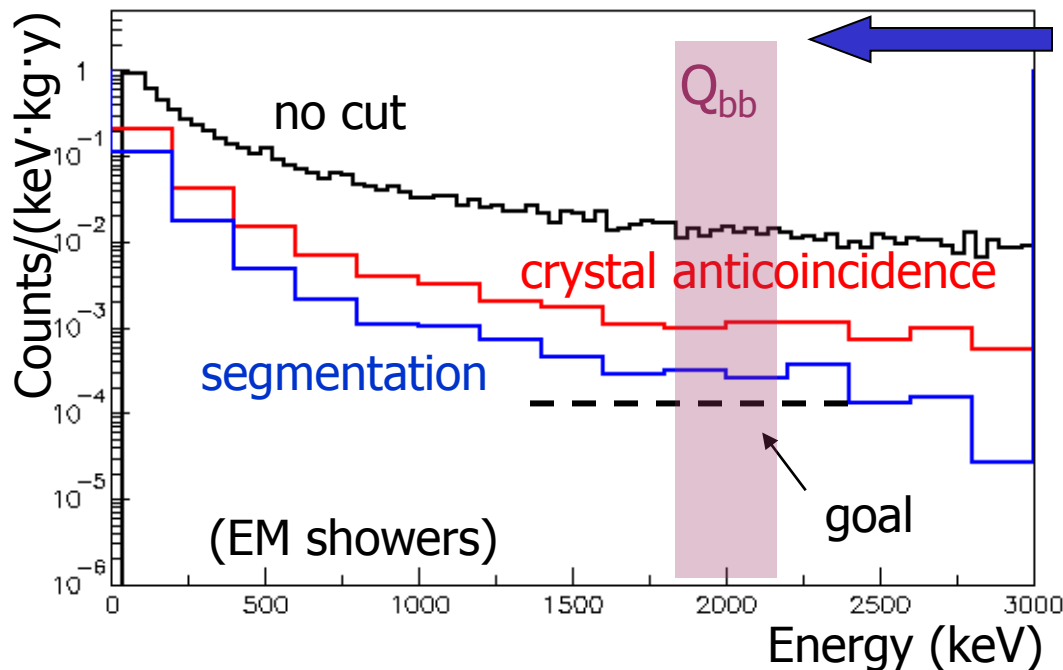 Counts/(keV·kg·y)
1
10⁻¹
10⁻²
10⁻³
10⁻⁴
10⁻⁵
10⁻⁶
no cut
Q_bb
crystal anticoincidence
segmentation
goal
(EM showers)
0
500
1000
1500
2000
2500
3000
Energy (keV)